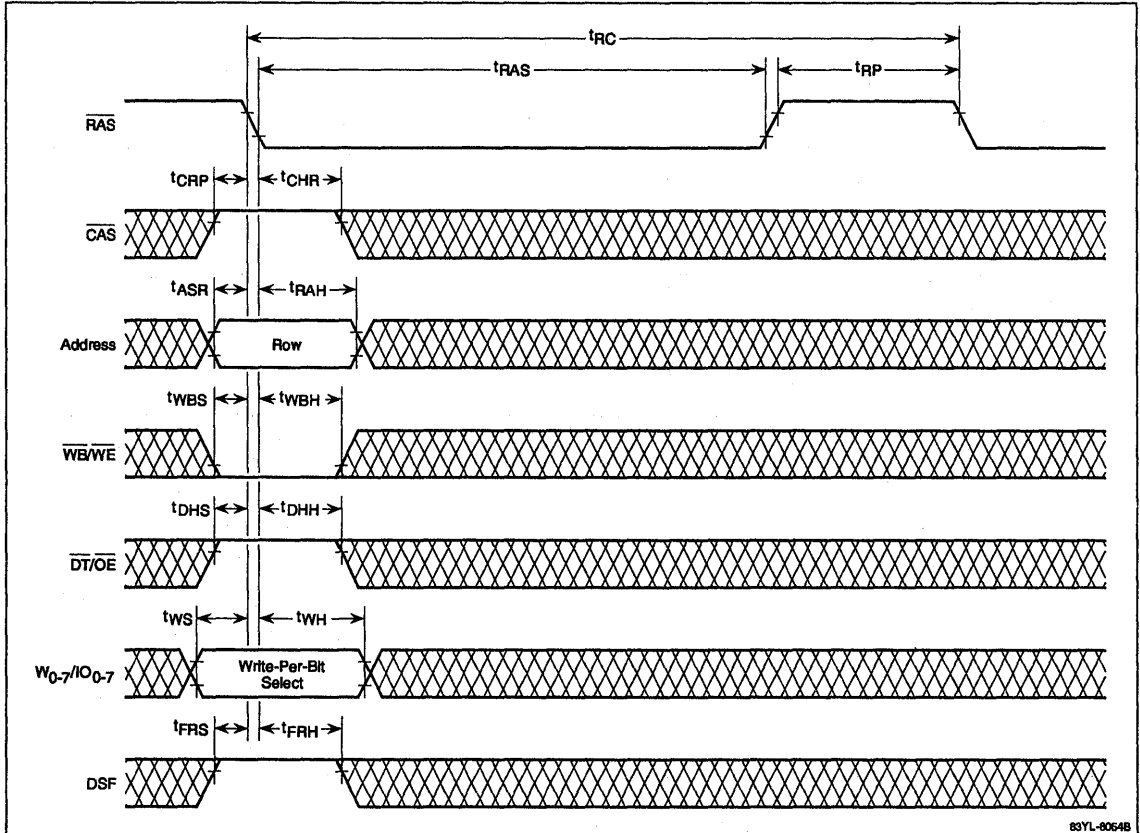 tRC
tRAS
tRP
RAS
tCRP
tCHR
CAS
tASR
tRAH
Address
Row
tWBS
tWBH
WB/WE
tDHS
tDHH
DT/OE
tWS
tWH
W0-7/IO0-7
Write-Per-Bit
Select
tFRS
tFRH
DSF
83YL-8054B